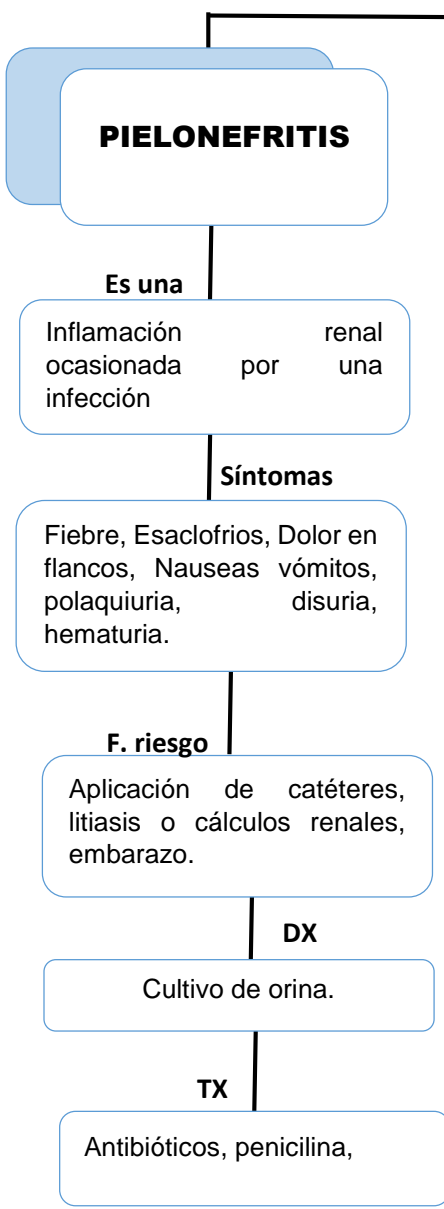 PIELONEFRITIS
Es una
Inflamación renal
ocasionada por una
infección
Síntomas
Fiebre, Esaclofrios, Dolor en
flancos, Nauseas vómitos,
polaquiuria, disuria,
hematuria.
F. riesgo
Aplicación de catéteres,
litiasis o cálculos renales,
embarazo.
DX
Cultivo de orina.
TX
Antibióticos, penicilina,